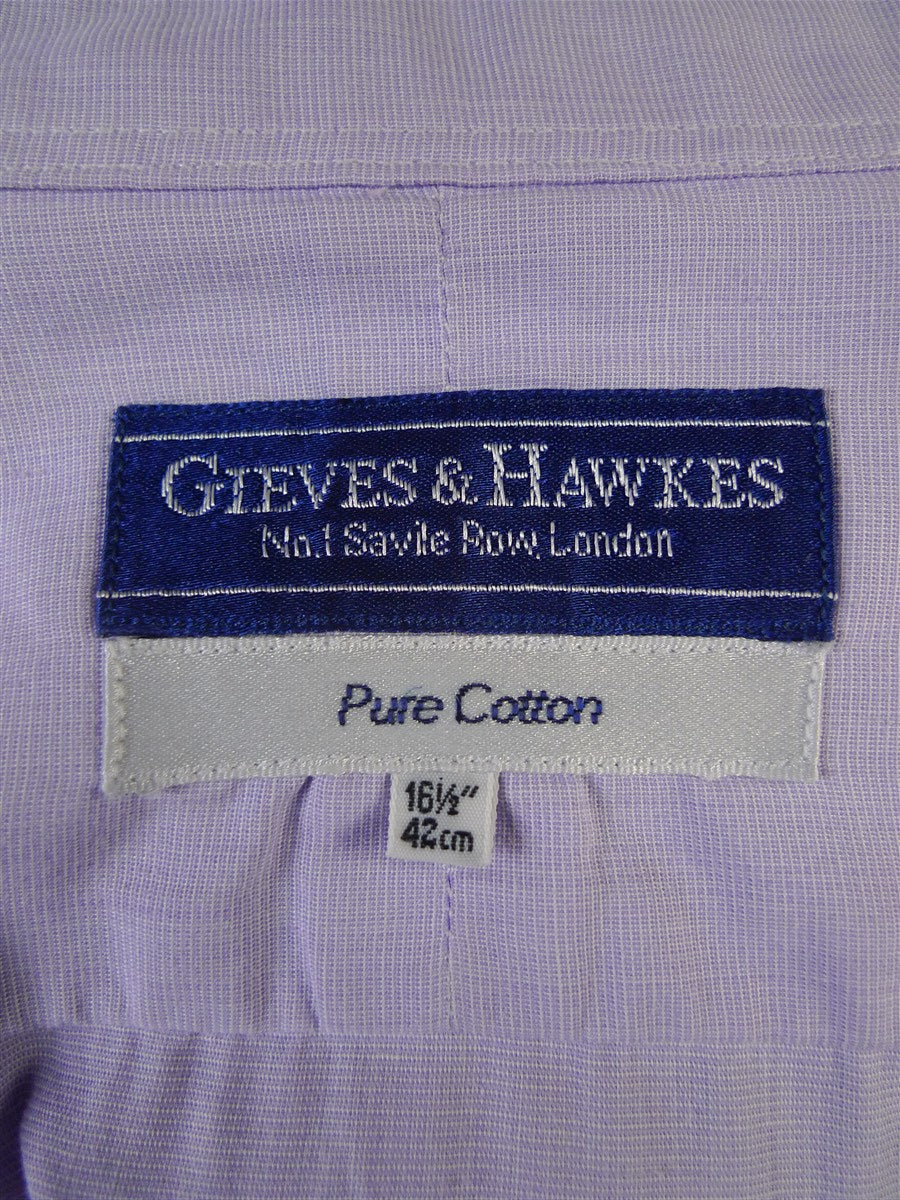 GIEVES & HAWKES
No.1 Savile Row, London
Pure Cotton
16½"
42cm